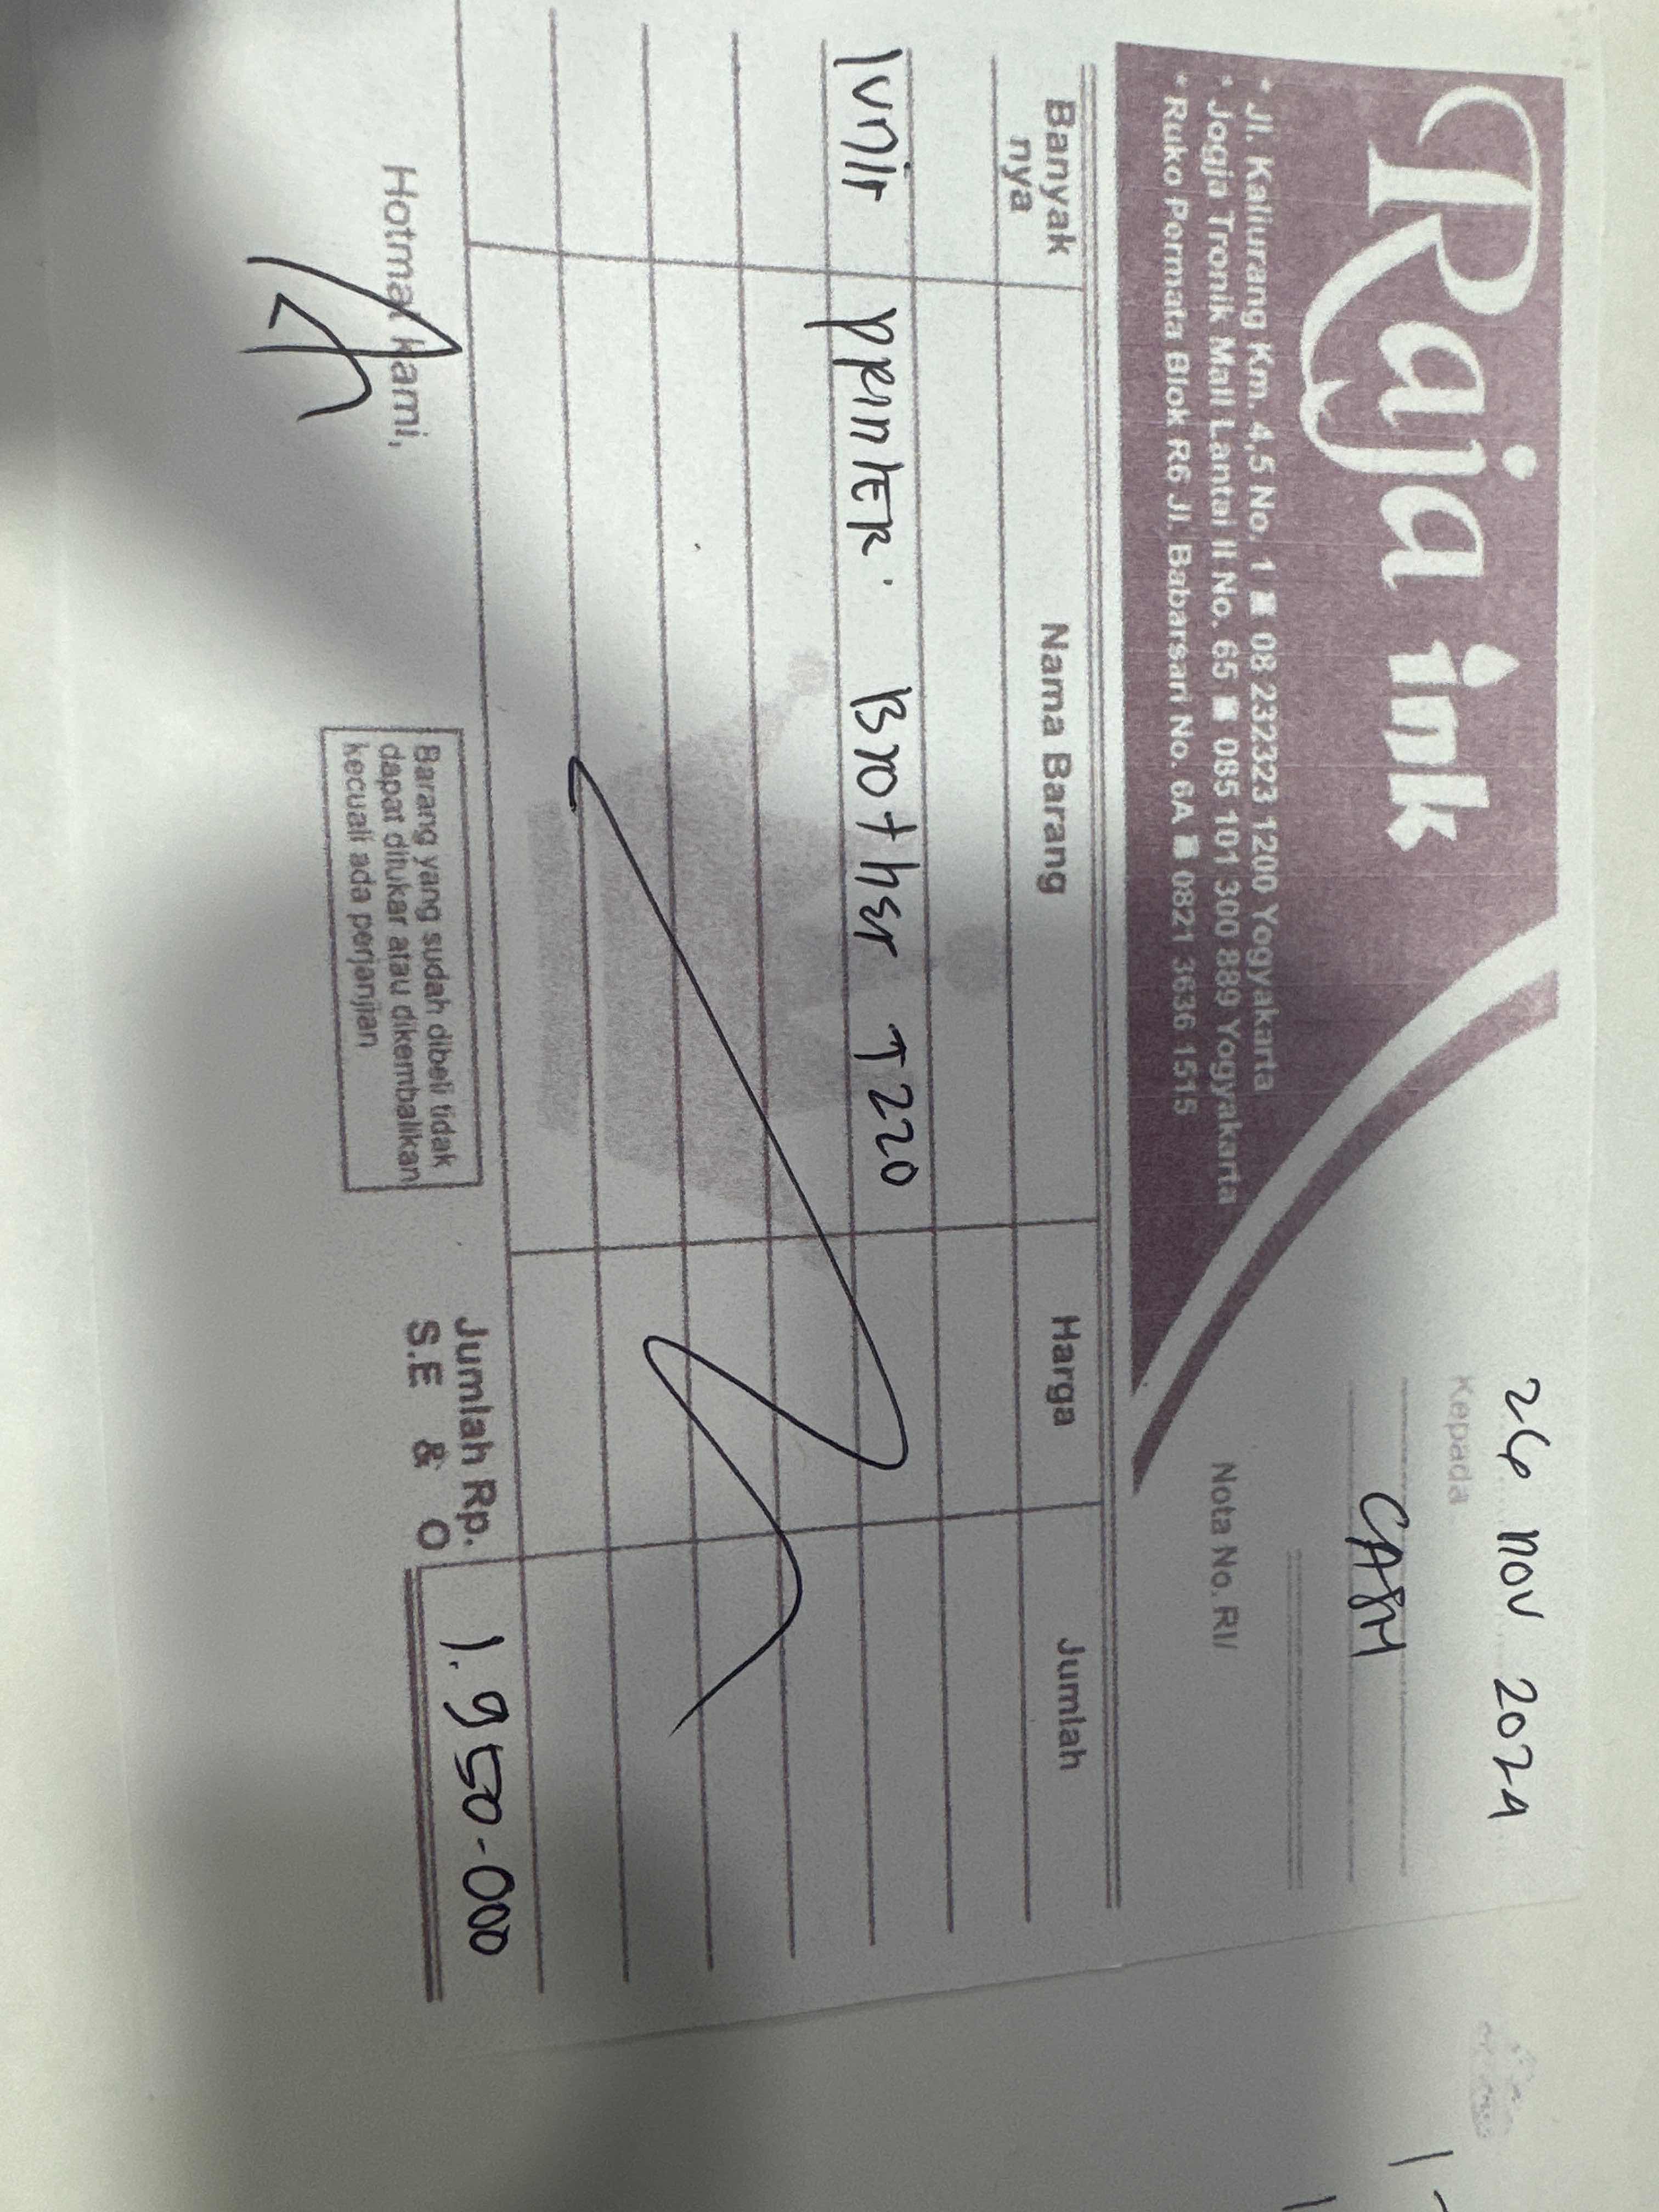 Raja ink
* Jl. Kaliurang Km. 4,5 No. 1 08 232323 1200 Yogyakarta
* Jogja Tronik Mall Lantai II No. 65 085 101 300 889 Yogyakarta
* Ruko Permata Blok R6 Jl. Babarsari No. 6A 0821 3636 1515
26 NOV 2024
Kepada
CASH
Nota No. RI/
Banyak nya Nama Barang Harga Jumlah
1 Unit PRINTER : BROTHER T220
Jumlah Rp. 1.950.000
S.E & O
Hotmat kami,
Barang yang sudah dibeli tidak
dapat ditukar atau dikembalikan
kecuali ada perjanjian